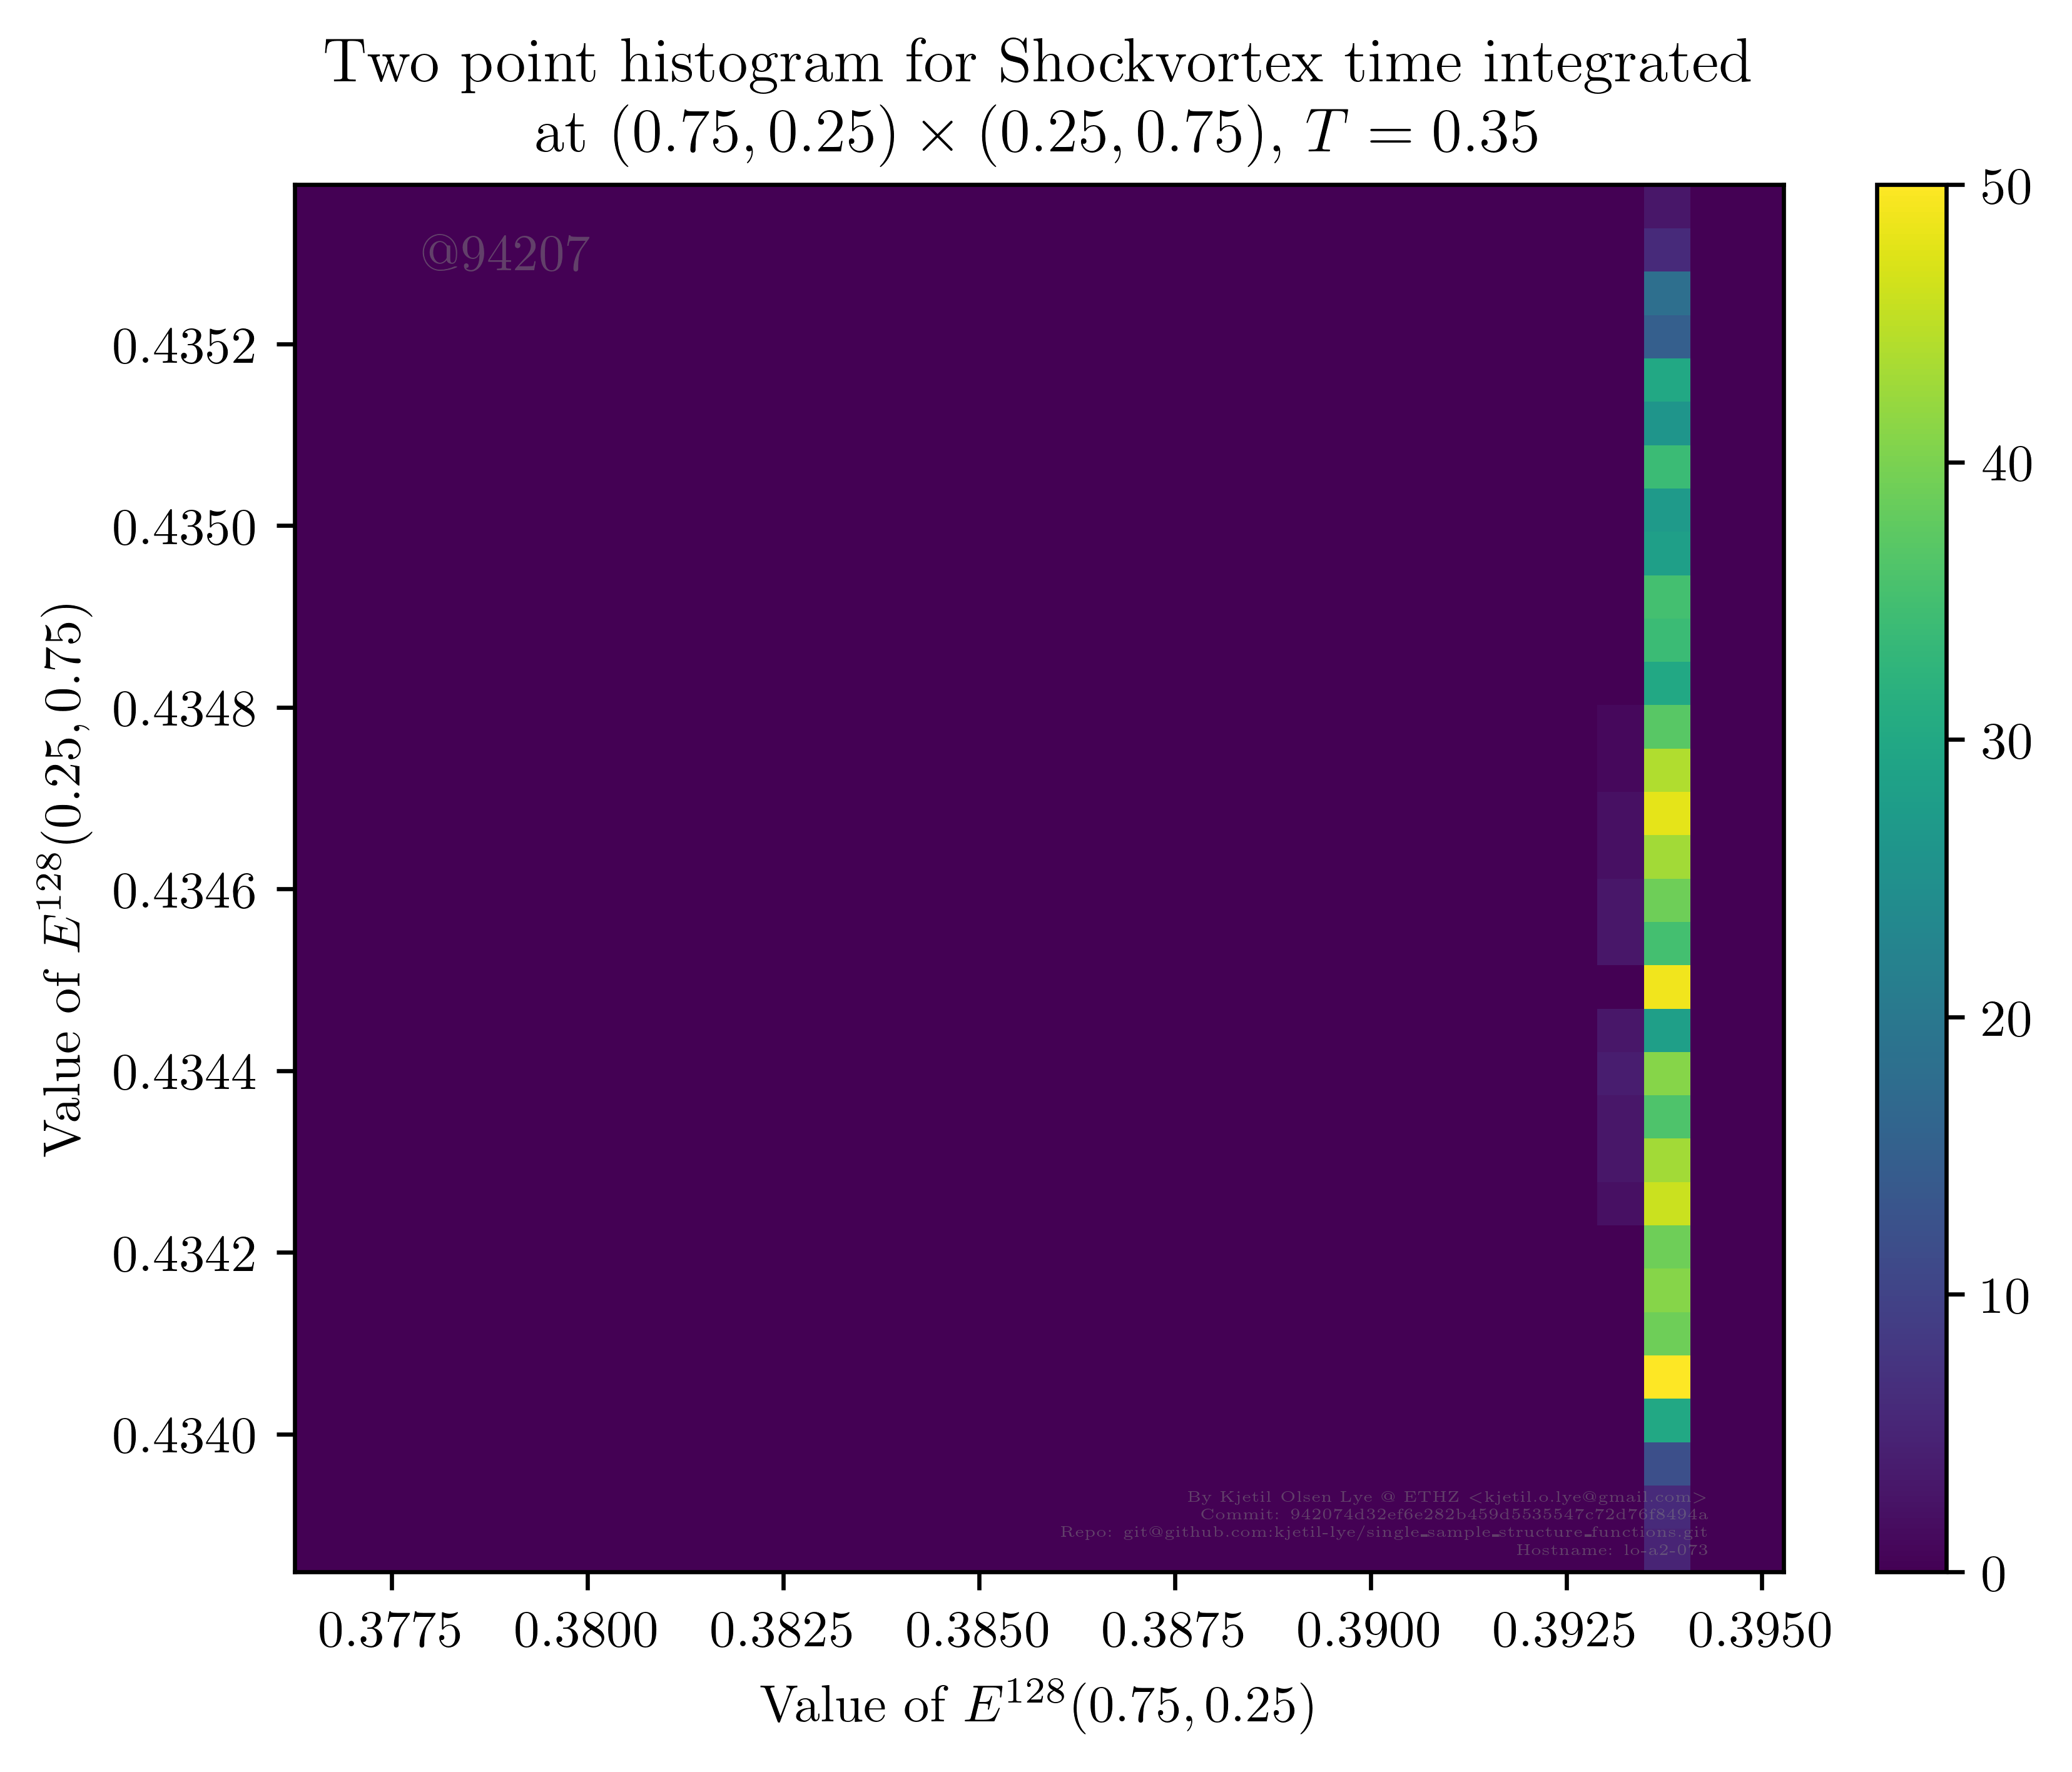 Two point histogram for Shockvortex time integrated
at (0.75, 0.25) × (0.25, 0.75), T = 0.35
@94207
50
40
30
20
10
0
0.4352
0.4350
0.4348
0.4346
0.4344
0.4342
0.4340
Value of E^128(0.25, 0.75)
By Kjetil Olsen Lye @ ETHZ <kjetil.o.lye@gmail.com>
Commit: 942074d32ef6e282b459d5535547c72d76f8494a
Repo: git@github.com:kjetil-lye/single_sample_structure_functions.git
Hostname: lo-a2-073
0.3775 0.3800 0.3825 0.3850 0.3875 0.3900 0.3925 0.3950
Value of E^128(0.75, 0.25)